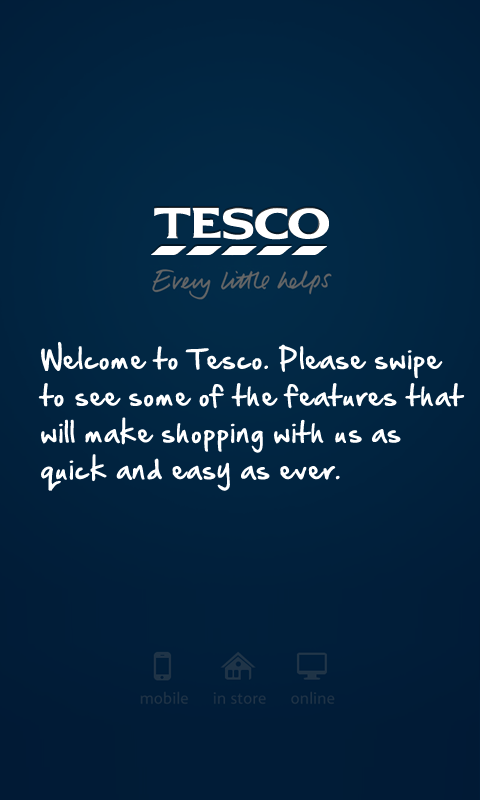 TESCO
Every little helps
Welcome to Tesco. Please swipe
to see some of the features that
will make shopping with us as
quick and easy as ever.
mobile in store online